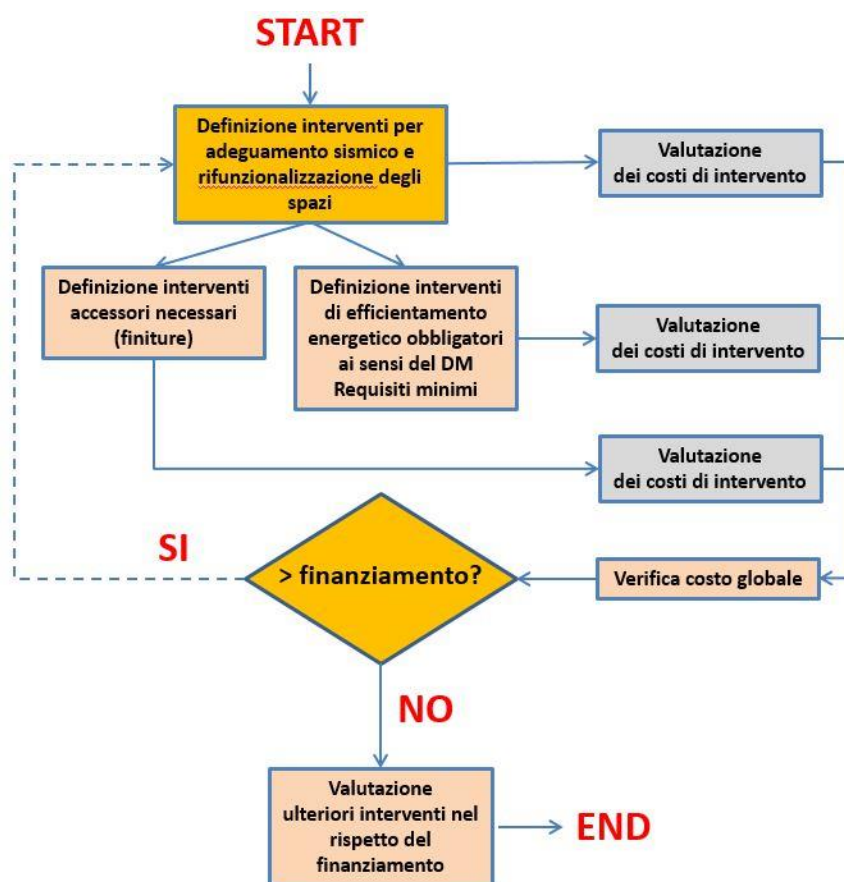 START
Definizione interventi per
adeguamento sismico e
rifunzionalizzazione degli
spazi
Valutazione
dei costi di intervento
Definizione interventi
accessori necessari
(finiture)
Definizione interventi
di efficientamento
energetico obbligatori
ai sensi del DM
Requisiti minimi
Valutazione
dei costi di intervento
Valutazione
dei costi di intervento
SI
> finanziamento?
Verifica costo globale
NO
Valutazione
ulteriori interventi nel
rispetto del
finanziamento
END